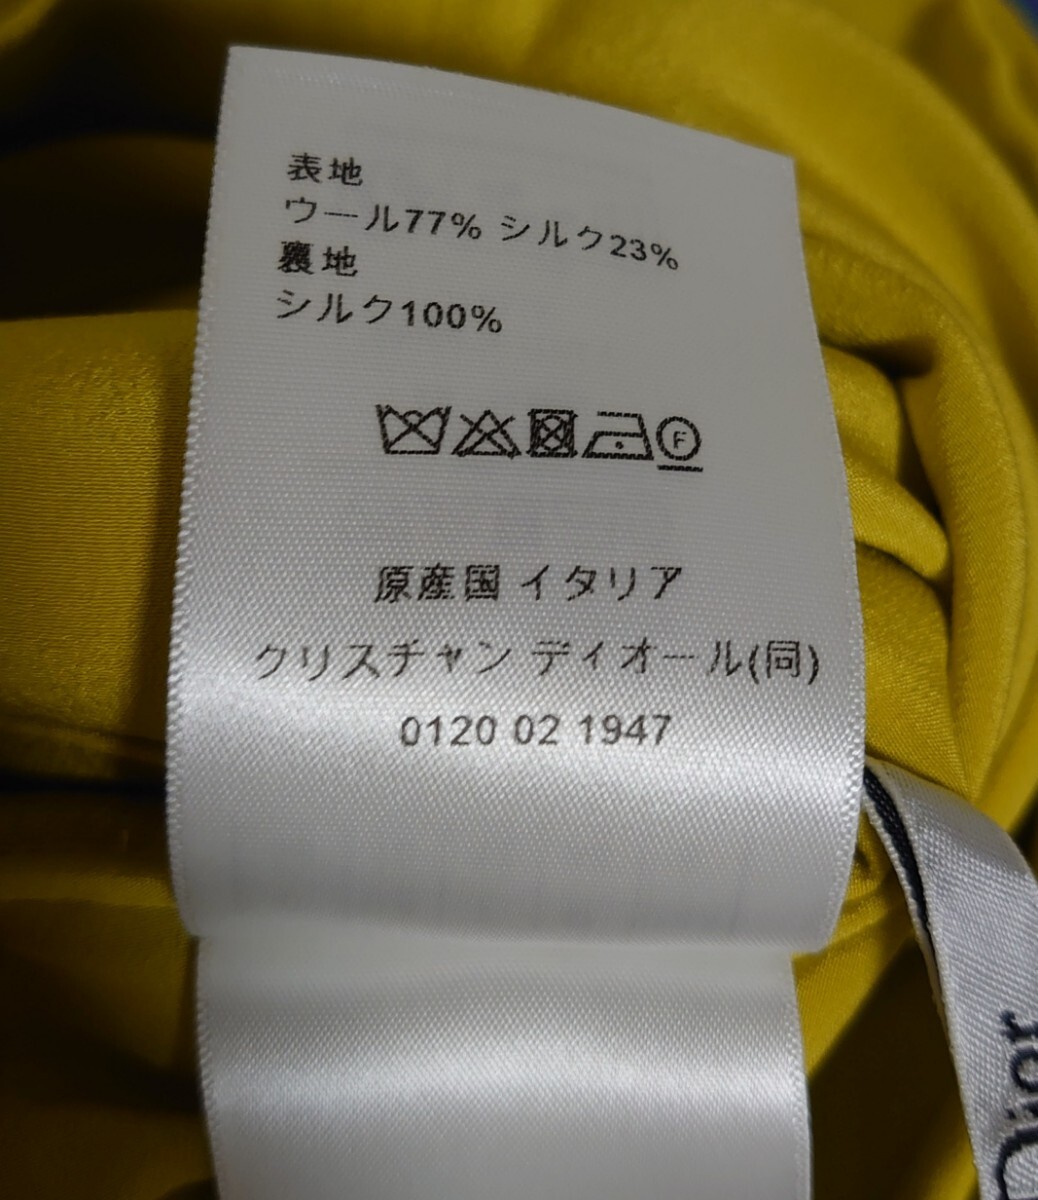 表地
ウール77% シルク23%
裏地
シルク100%
F
原産国 イタリア
クリスチャン ディオール(同)
0120 02 1947
Dior